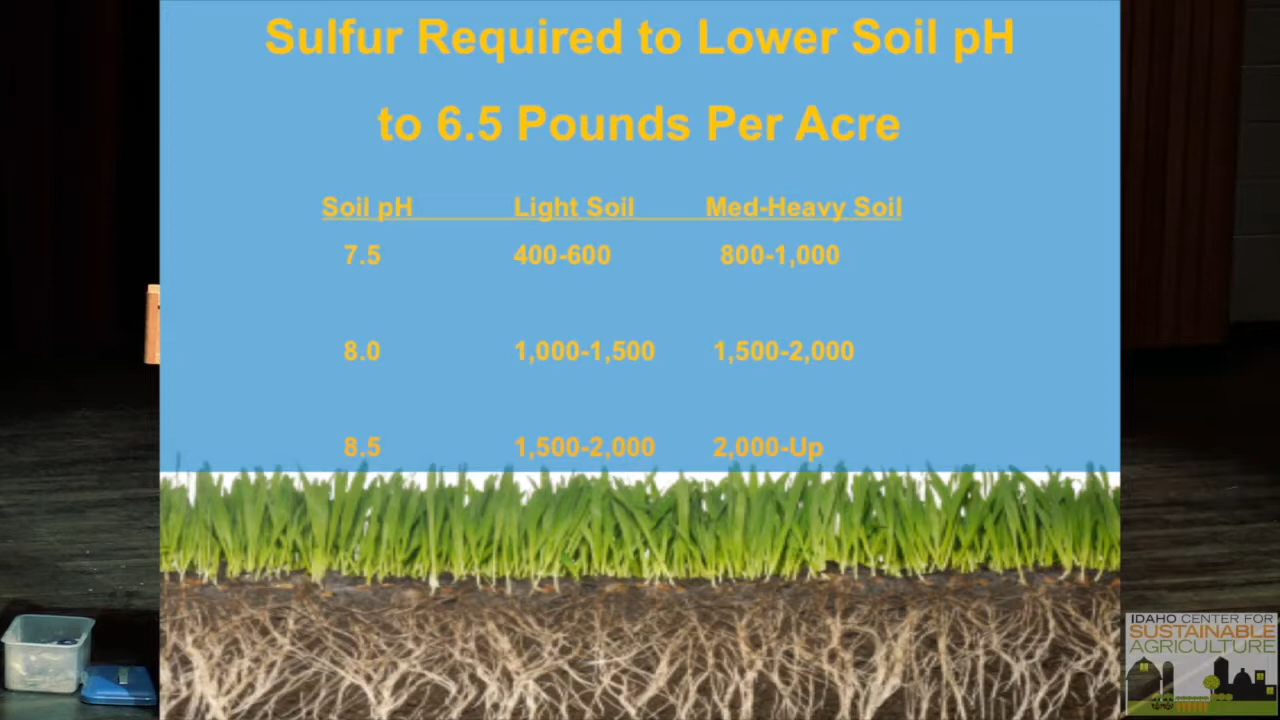 Sulfur Required to Lower Soil pH
to 6.5 Pounds Per Acre
Soil pH Light Soil Med-Heavy Soil
7.5 400-600 800-1,000
8.0 1,000-1,500 1,500-2,000
8.5 1,500-2,000 2,000-Up
IDAHO CENTER FOR
SUSTAINABLE
AGRICULTURE